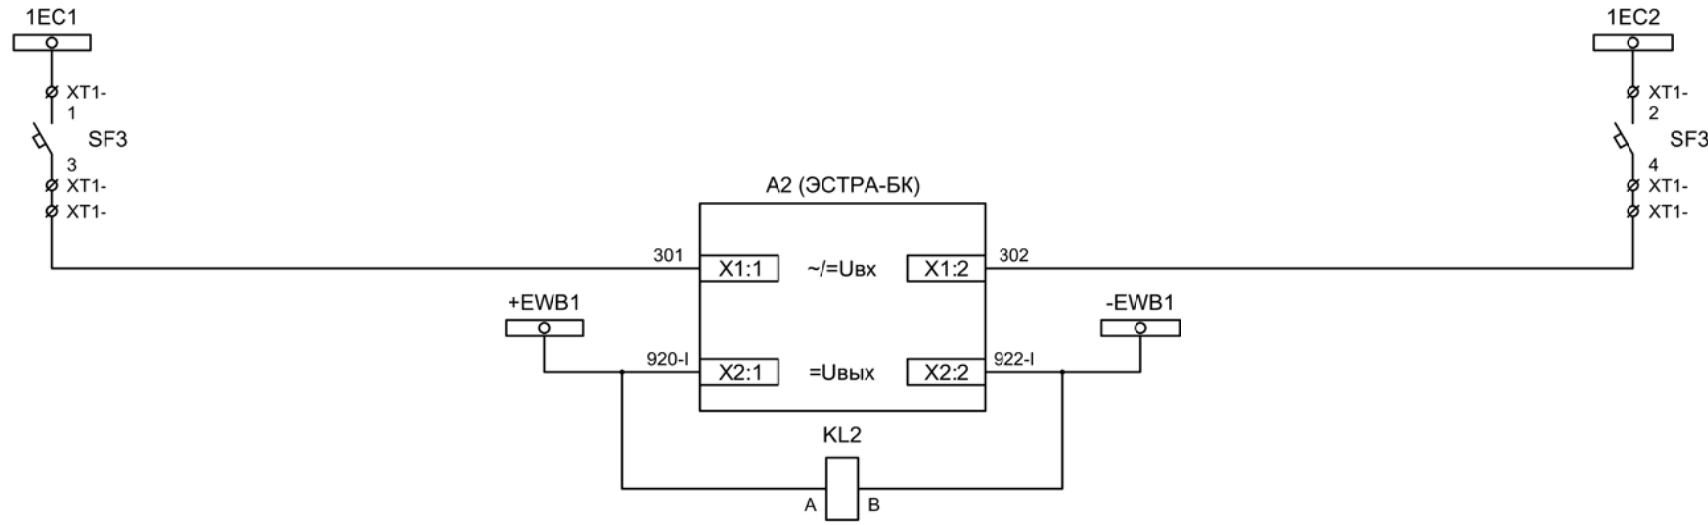 1EC1
1EC2
XT1-
1
SF3
3
XT1-
XT1-
XT1-
2
SF3
4
XT1-
XT1-
A2 (ЭСТРА-БК)
301
X1:1
~/=Uвх
X1:2
302
+EWB1
-EWB1
920-I
X2:1
=Uвых
X2:2
922-I
KL2
A
B